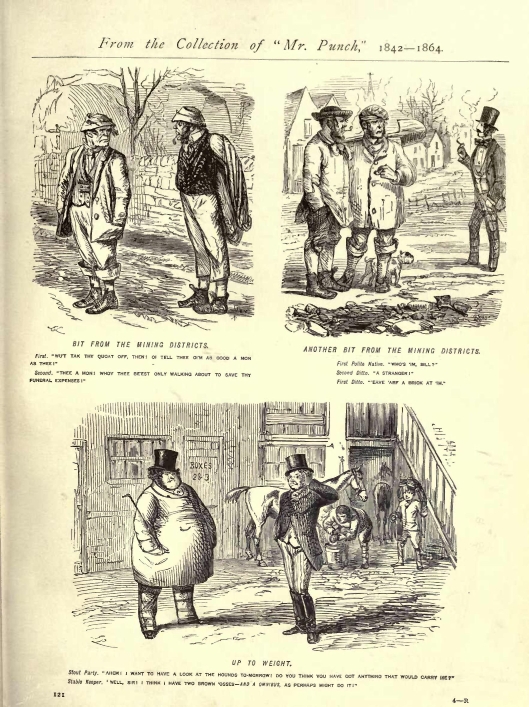 From the Collection of "Mr. Punch," 1842—1864.
BIT FROM THE MINING DISTRICTS.
First. "WUT TAK THY QUOAT OFF, THEN! OI TELL THEE OI'M AS GOOD A MON
AS THEE!"
Second. "THEE A MON! WHOY THEE BE'EST ONLY WALKING ABOUT TO SAVE THY
FUNERAL EXPENSES!"
ANOTHER BIT FROM THE MINING DISTRICTS.
First Polite Native. "WHO'S 'IM, BILL?"
Second Ditto. "A STRANGER!"
First Ditto. "'EAVE 'ARF A BRICK AT 'IM."
BOXES
UP TO WEIGHT.
Stout Party. "AHOM! I WANT TO HAVE A LOOK AT THE HOUNDS TO-MORROW! DO YOU THINK YOU HAVE GOT ANYTHING THAT WOULD CARRY ME?"
Stable Keeper. "WELL, SIR! I THINK I HAVE TWO BROWN 'OSSES—AND A OMNIBUS, AS PERHAPS MIGHT DO IT!"
121
4—R